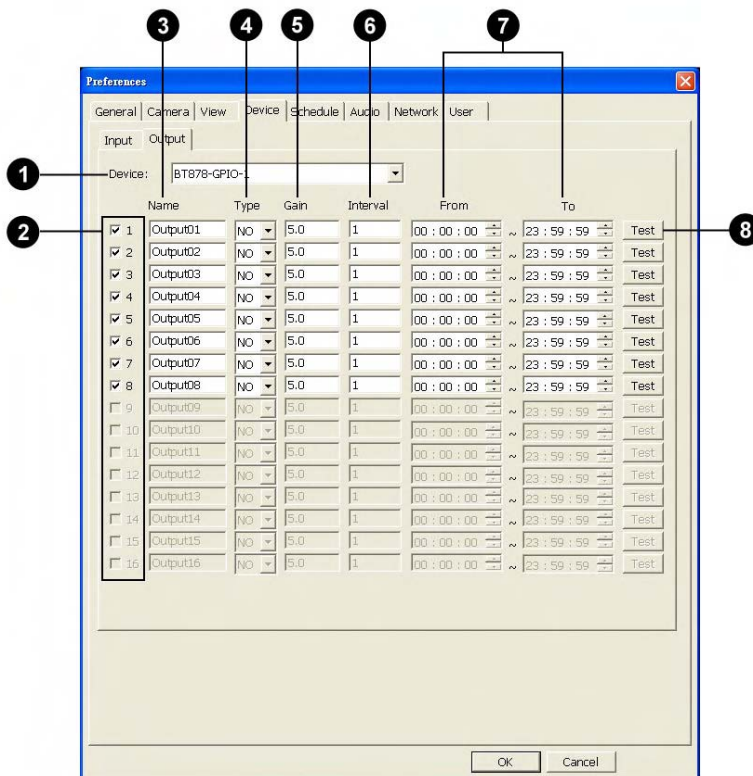 3 4 5 6 7
Preferences
General Camera View Device Schedule Audio Network User
Input Output
1 Device: BT878-GPIO-1
Name Type Gain Interval From To
2 1 Output01 NO 5.0 1 00 : 00 : 00 ~ 23 : 59 : 59 Test 8
2 Output02 NO 5.0 1 00 : 00 : 00 ~ 23 : 59 : 59 Test
3 Output03 NO 5.0 1 00 : 00 : 00 ~ 23 : 59 : 59 Test
4 Output04 NO 5.0 1 00 : 00 : 00 ~ 23 : 59 : 59 Test
5 Output05 NO 5.0 1 00 : 00 : 00 ~ 23 : 59 : 59 Test
6 Output06 NO 5.0 1 00 : 00 : 00 ~ 23 : 59 : 59 Test
7 Output07 NO 5.0 1 00 : 00 : 00 ~ 23 : 59 : 59 Test
8 Output08 NO 5.0 1 00 : 00 : 00 ~ 23 : 59 : 59 Test
9 Output09 NO 5.0 1 00 : 00 : 00 ~ 23 : 59 : 59 Test
10 Output10 NO 5.0 1 00 : 00 : 00 ~ 23 : 59 : 59 Test
11 Output11 NO 5.0 1 00 : 00 : 00 ~ 23 : 59 : 59 Test
12 Output12 NO 5.0 1 00 : 00 : 00 ~ 23 : 59 : 59 Test
13 Output13 NO 5.0 1 00 : 00 : 00 ~ 23 : 59 : 59 Test
14 Output14 NO 5.0 1 00 : 00 : 00 ~ 23 : 59 : 59 Test
15 Output15 NO 5.0 1 00 : 00 : 00 ~ 23 : 59 : 59 Test
16 Output16 NO 5.0 1 00 : 00 : 00 ~ 23 : 59 : 59 Test
OK Cancel